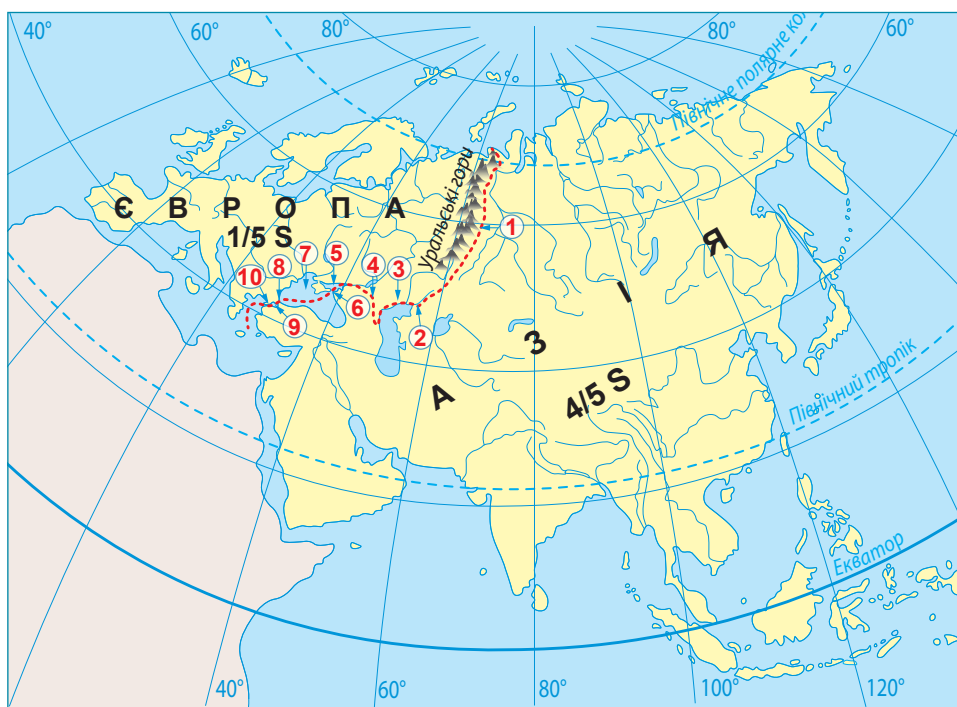 40°
60°
80°
80°
60°
Північне полярне кол
Уральські гори
Є В Р О П А
1/5 S
1
10
8
7
5
4
3
9
6
2
А З І Я
4/5 S
Північний тропік
Екватор
40°
60°
80°
100°
120°